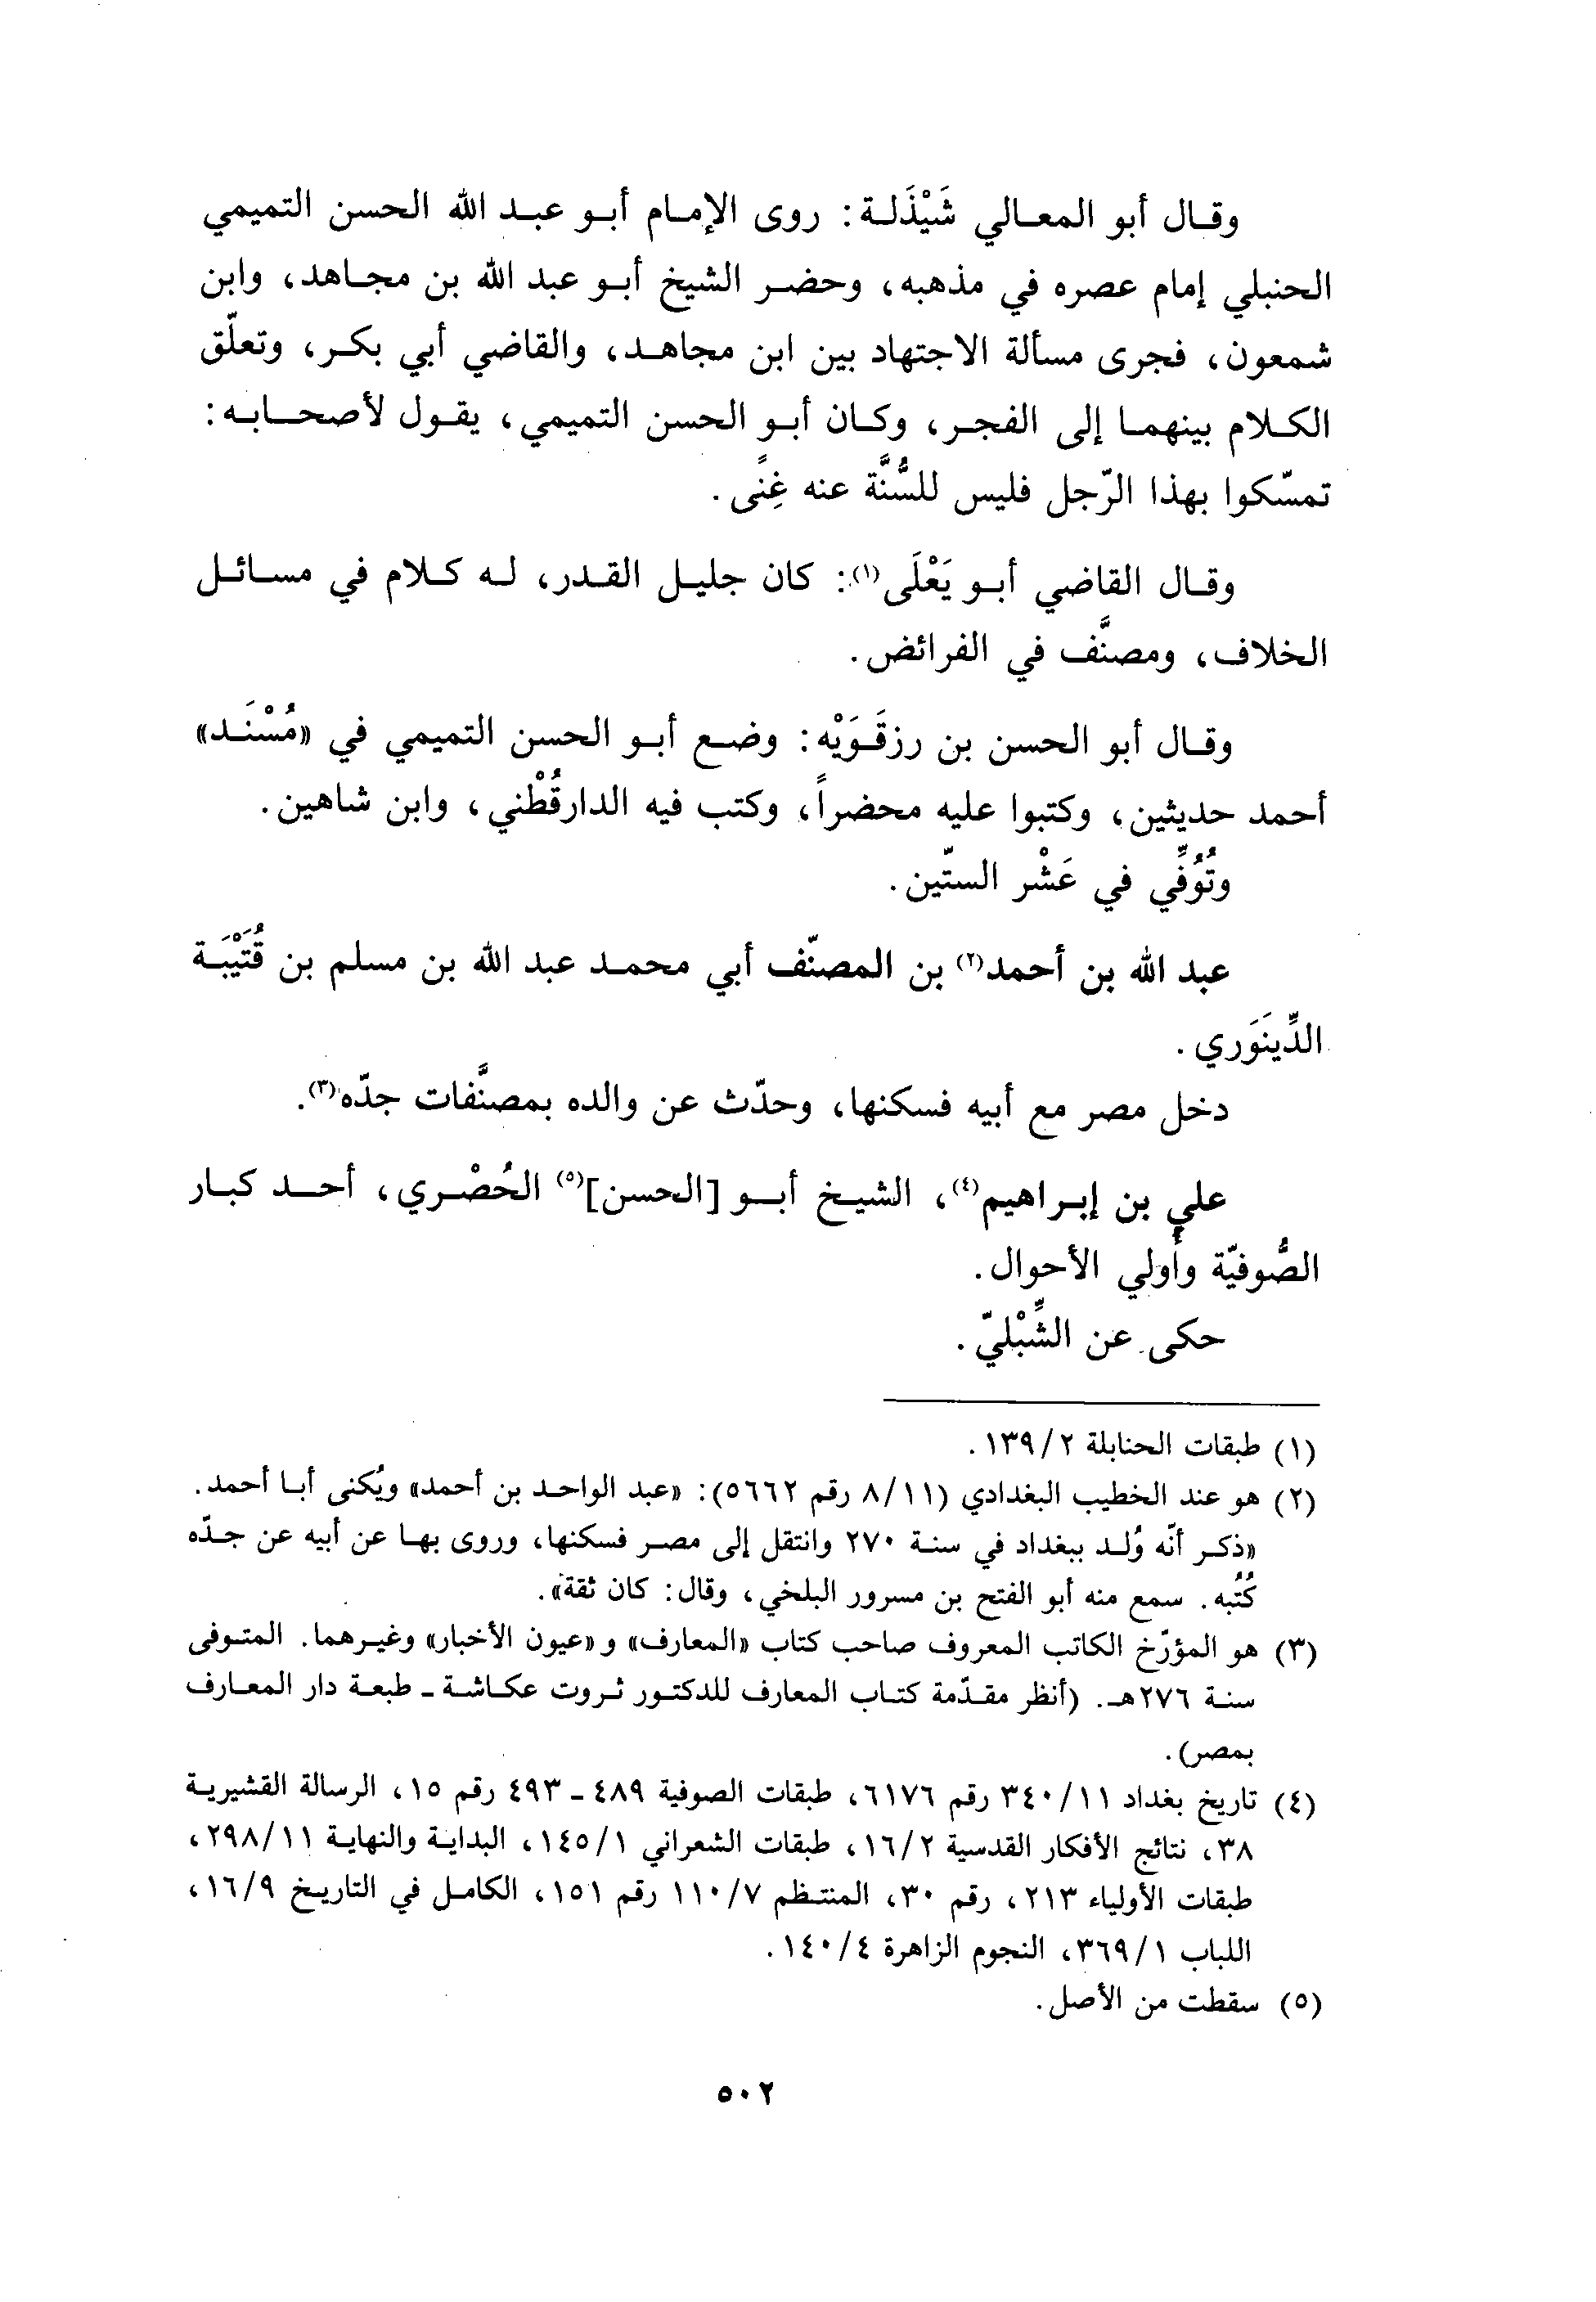 وقال أبو المعالي شَيْذَلة: روى الإمام أبو عبد الله الحسن التميمي
الحنبلي إمام عصره في مذهبه، وحضر الشيخ أبو عبد الله بن مجاهد، وابن
شمعون، فجرى مسألة الاجتهاد بين ابن مجاهد، والقاضي أبي بكر، وتعلّق
الكلام بينهما إلى الفجر، وكان أبو الحسن التميمي، يقول لأصحابه:
تمسّكوا بهذا الرّجل فليس للسُّنَّة عنه غِنًى.
وقال القاضي أبو يَعْلَى(١): كان جليل القدر، له كلام في مسائل
الخلاف، ومصنَّف في الفرائض.
وقال أبو الحسن بن رزقَوَيْه: وضع أبو الحسن التميمي في «مُسْنَد»
أحمد حديثين، وكتبوا عليه محضراً، وكتب فيه الدارقُطْني، وابن شاهين.
وتُوُفِّي في عَشْر الستّين.
عبد الله بن أحمد(٢) بن المصنّف أبي محمد عبد الله بن مسلم بن قُتَيْبَة
الدِّينَوَري.
دخل مصر مع أبيه فسكنها، وحدّث عن والده بمصنَّفات جدّه(٣).
علي بن إبراهيم(٤)، الشيخ أبو [الحسن](٥) الحُصْري، أحد كبار
الصُّوفيّة وأُولي الأحوال.
حكى عن الشِّبْليّ.
(١) طبقات الحنابلة ٢/١٣٩.
(٢) هو عند الخطيب البغدادي (١١/٨ رقم ٥٦٦٢): «عبد الواحد بن أحمد» ويُكنى أبا أحمد.
«ذكر أنّه وُلد ببغداد في سنة ٢٧٠ وانتقل إلى مصر فسكنها، وروى بها عن أبيه عن جدّه
كُتُبه. سمع منه أبو الفتح بن مسرور البلخي، وقال: كان ثقة».
(٣) هو المؤرّخ الكاتب المعروف صاحب كتاب «المعارف» و «عيون الأخبار» وغيرهما. المتوفى
سنة ٢٧٦هـ. (أنظر مقدّمة كتاب المعارف للدكتور ثروت عكاشة ـ طبعة دار المعارف
بمصر).
(٤) تاريخ بغداد ١١/٣٤٠ رقم ٦١٧٦، طبقات الصوفية ٤٨٩ ـ ٤٩٣ رقم ١٥، الرسالة القشيرية
٣٨، نتائج الأفكار القدسية ٢/١٦، طبقات الشعراني ١/١٤٥، البداية والنهاية ١١/٢٩٨،
طبقات الأولياء ٢١٣، رقم ٣٠، المنتظم ٧/١١٠ رقم ١٥١، الكامل في التاريخ ٩/١٦،
اللباب ١/٣٦٩، النجوم الزاهرة ٤/١٤٠.
(٥) سقطت من الأصل.
٥٠٢